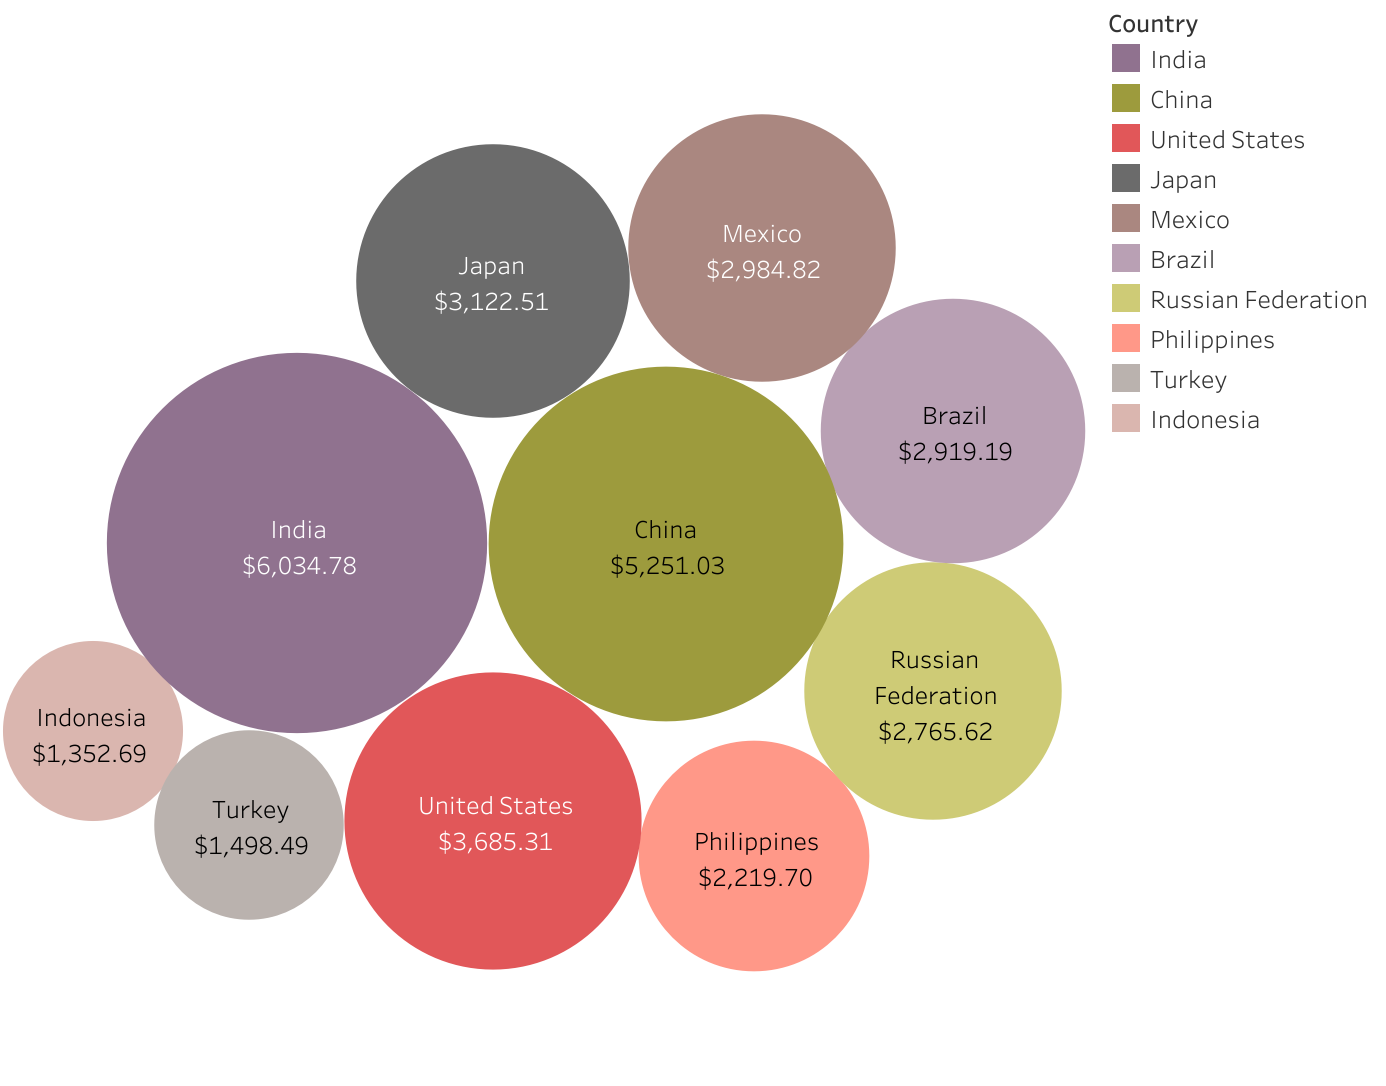 Country
India
China
United States
Japan
Mexico
Brazil
Russian Federation
Philippines
Turkey
Indonesia
Mexico
$2,984.82
Japan
$3,122.51
Brazil
$2,919.19
India
$6,034.78
China
$5,251.03
Russian
Federation
$2,765.62
Indonesia
$1,352.69
Turkey
$1,498.49
United States
$3,685.31
Philippines
$2,219.70